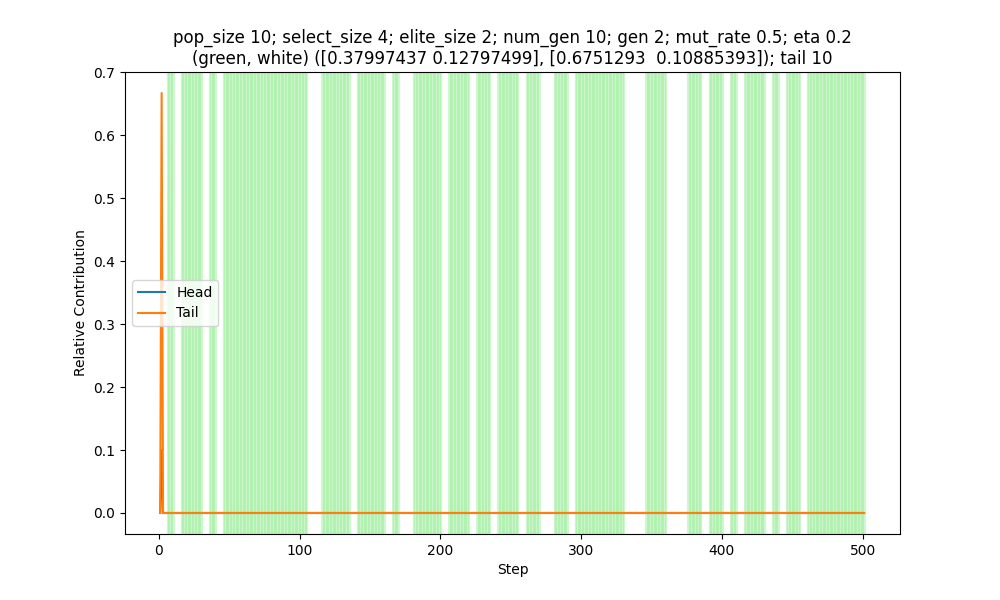 pop_size 10; select_size 4; elite_size 2; num_gen 10; gen 2; mut_rate 0.5; eta 0.2
(green, white) ([0.37997437 0.12797499], [0.6751293  0.10885393]); tail 10
0.7
0.6
0.5
0.4
0.3
0.2
0.1
0.0
Relative Contribution
Head
Tail
0
100
200
300
400
500
Step